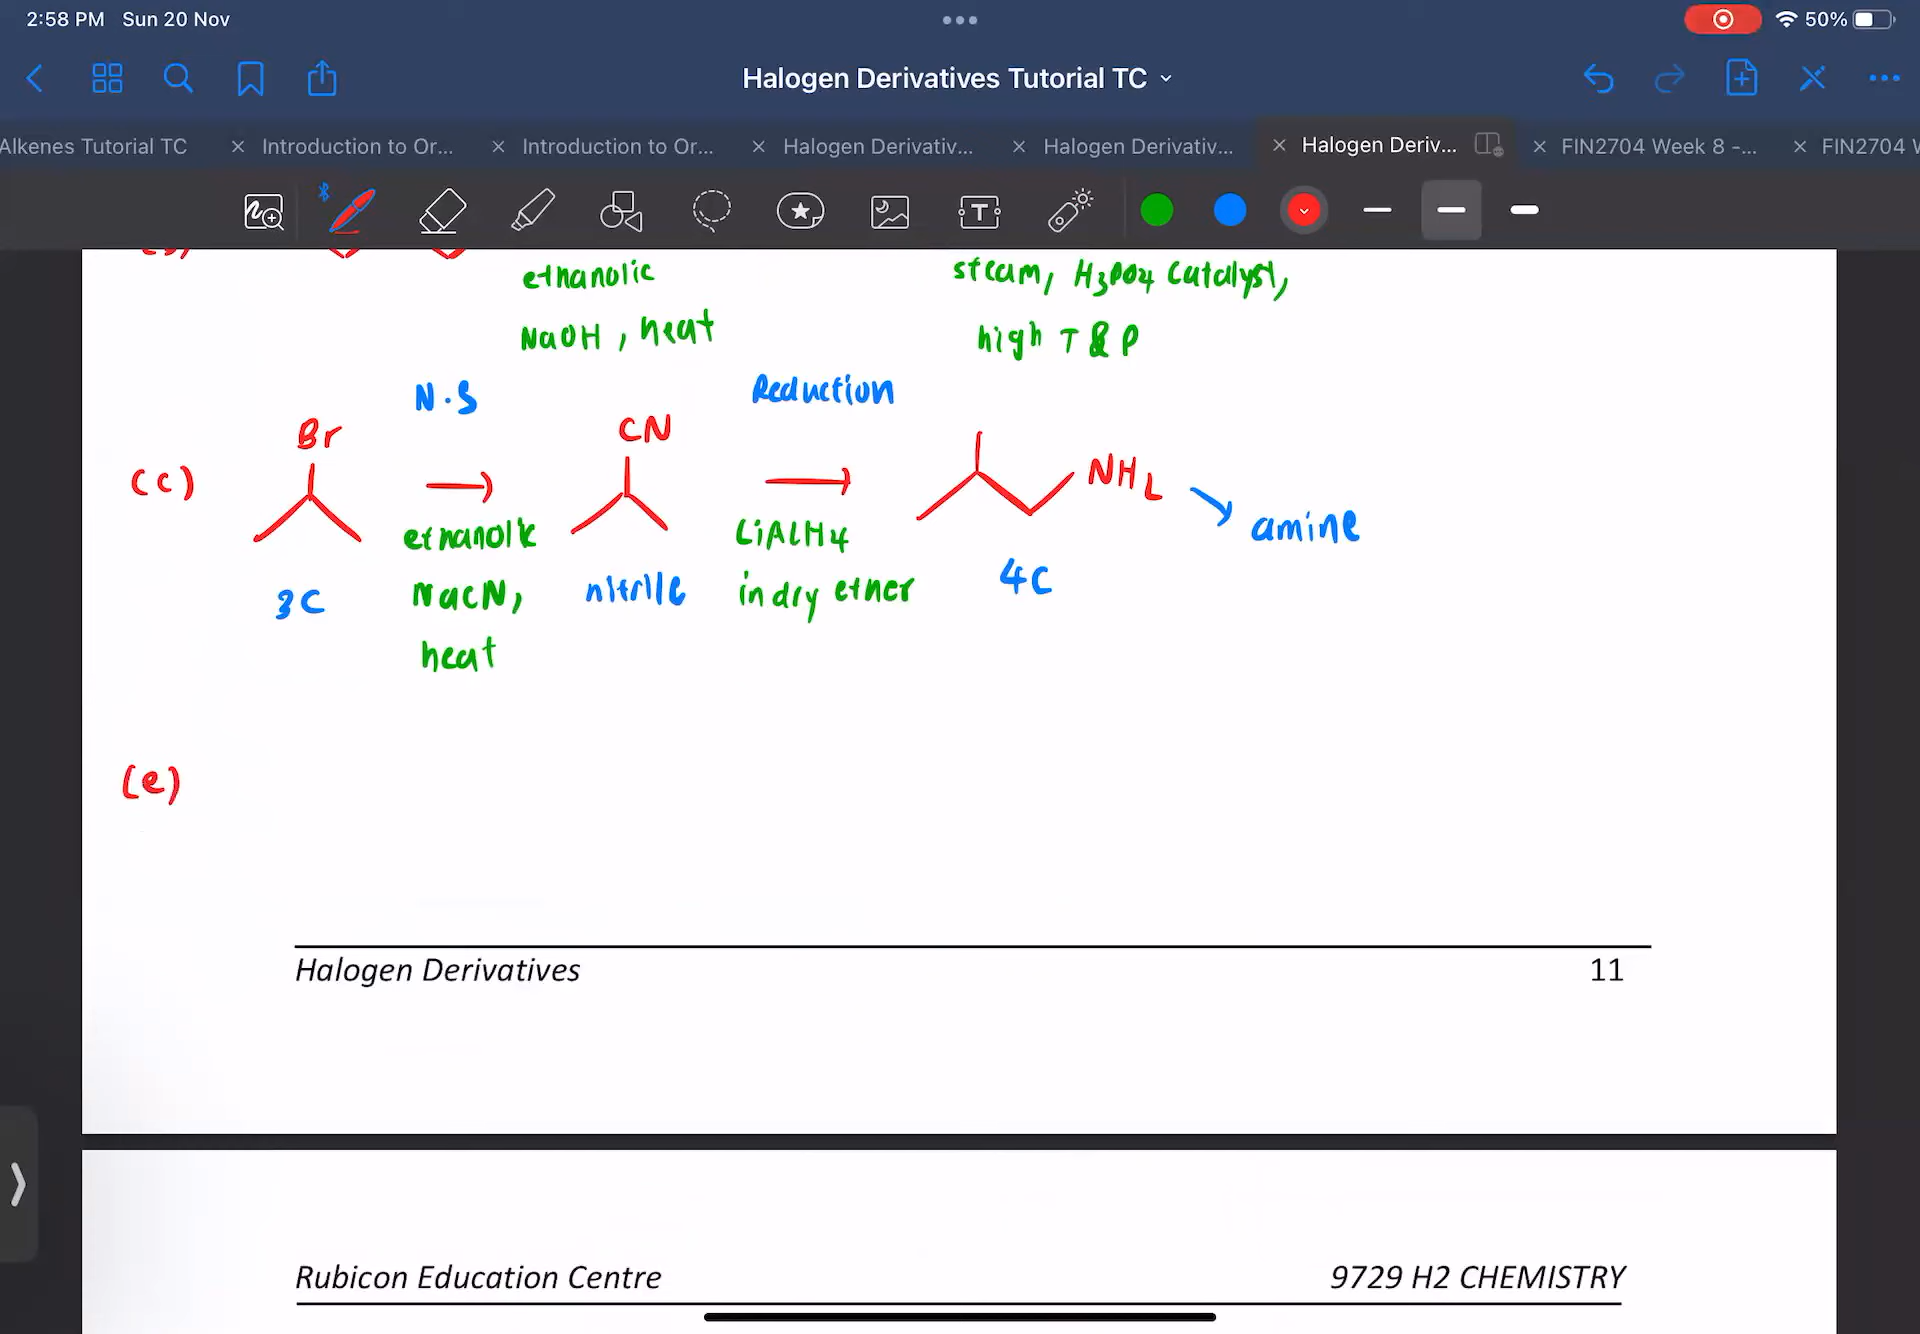 2:58 PM Sun 20 Nov
50%
Halogen Derivatives Tutorial TC
Alkenes Tutorial TC
Introduction to Or...
Introduction to Or...
Halogen Derivativ...
Halogen Derivativ...
Halogen Deriv...
FIN2704 Week 8 -...
FIN2704 W
T
ethanolic
NaOH, heat
steam, H3PO4 catalyst,
high T & P
N.S
Reduction
(c)
Br
CN
NH2
amine
ethanolic
NaCN,
heat
LiAlH4
in dry ether
3C
nitrile
4C
(e)
Halogen Derivatives 11
Rubicon Education Centre 9729 H2 CHEMISTRY